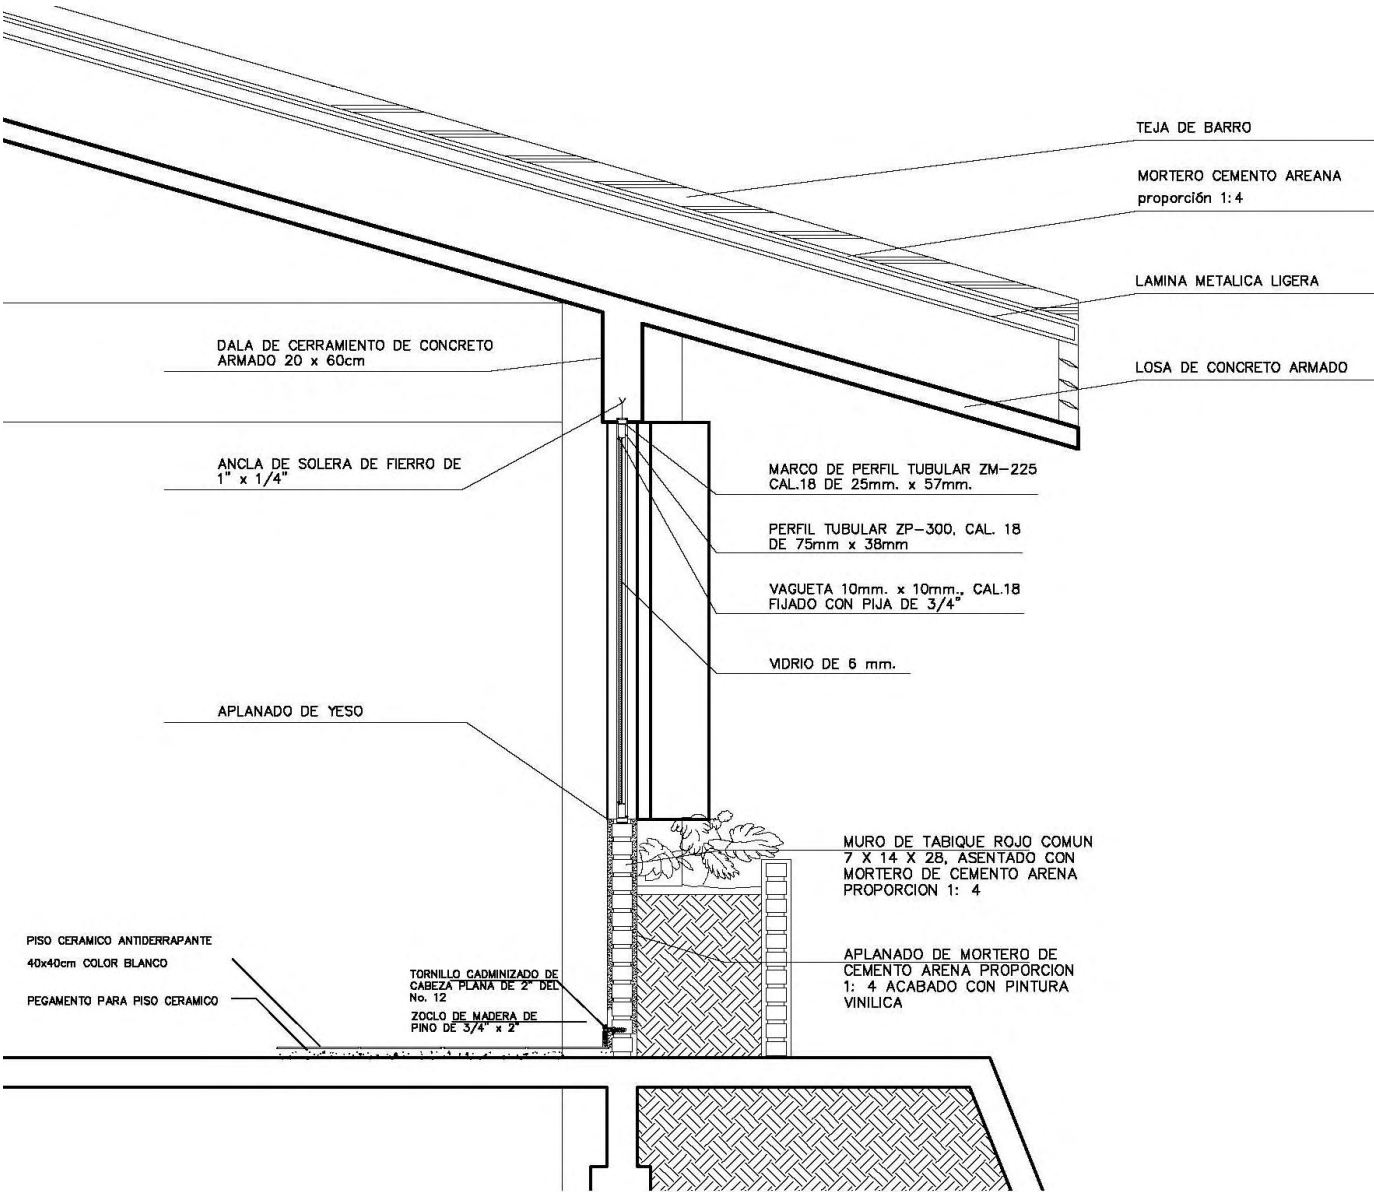 TEJA DE BARRO
MORTERO CEMENTO AREANA
proporción 1:4
LAMINA METALICA LIGERA
LOSA DE CONCRETO ARMADO
DALA DE CERRAMIENTO DE CONCRETO
ARMADO 20 x 60cm
ANCLA DE SOLERA DE FIERRO DE
1" x 1/4"
MARCO DE PERFIL TUBULAR ZM-225
CAL.18 DE 25mm. x 57mm.
PERFIL TUBULAR ZP-300, CAL. 18
DE 75mm x 38mm
VAGUETA 10mm. x 10mm., CAL.18
FIJADO CON PIJA DE 3/4"
VIDRIO DE 6 mm.
APLANADO DE YESO
MURO DE TABIQUE ROJO COMUN
7 X 14 X 28, ASENTADO CON
MORTERO DE CEMENTO ARENA
PROPORCION 1: 4
APLANADO DE MORTERO DE
CEMENTO ARENA PROPORCION
1: 4 ACABADO CON PINTURA
VINILICA
PISO CERAMICO ANTIDERRAPANTE
40x40cm COLOR BLANCO
PEGAMENTO PARA PISO CERAMICO
TORNILLO CADMINIZADO DE
CABEZA PLANA DE 2" DEL
No. 12
ZOCLO DE MADERA DE
PINO DE 3/4" x 2"